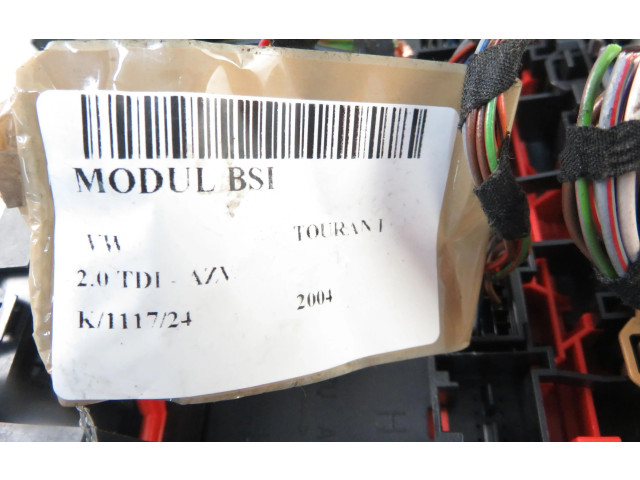 MODUL BSI
VW TOURAN I
2.0 TDI - AZV
K/1117/24 2004